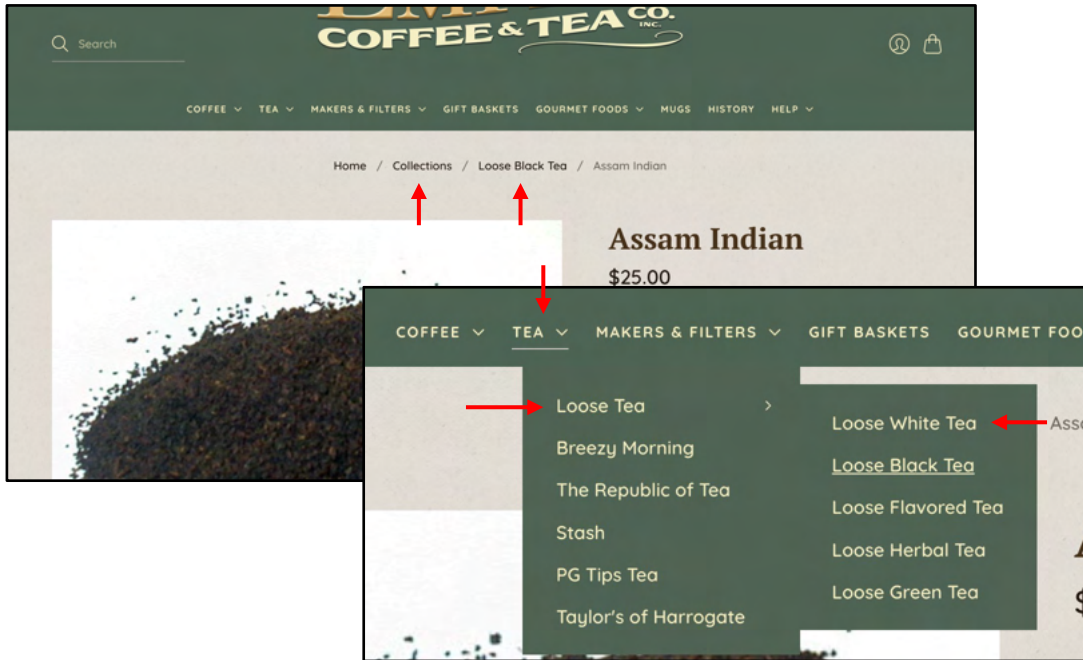 COFFEE & TEA CO.
INC.
Search
COFFEE TEA MAKERS & FILTERS GIFT BASKETS GOURMET FOODS MUGS HISTORY HELP
Home / Collections / Loose Black Tea / Assam Indian
Assam Indian
$25.00
COFFEE TEA MAKERS & FILTERS GIFT BASKETS GOURMET FOO
Loose Tea
Breezy Morning
The Republic of Tea
Stash
PG Tips Tea
Taylor's of Harrogate
Loose White Tea
Loose Black Tea
Loose Flavored Tea
Loose Herbal Tea
Loose Green Tea